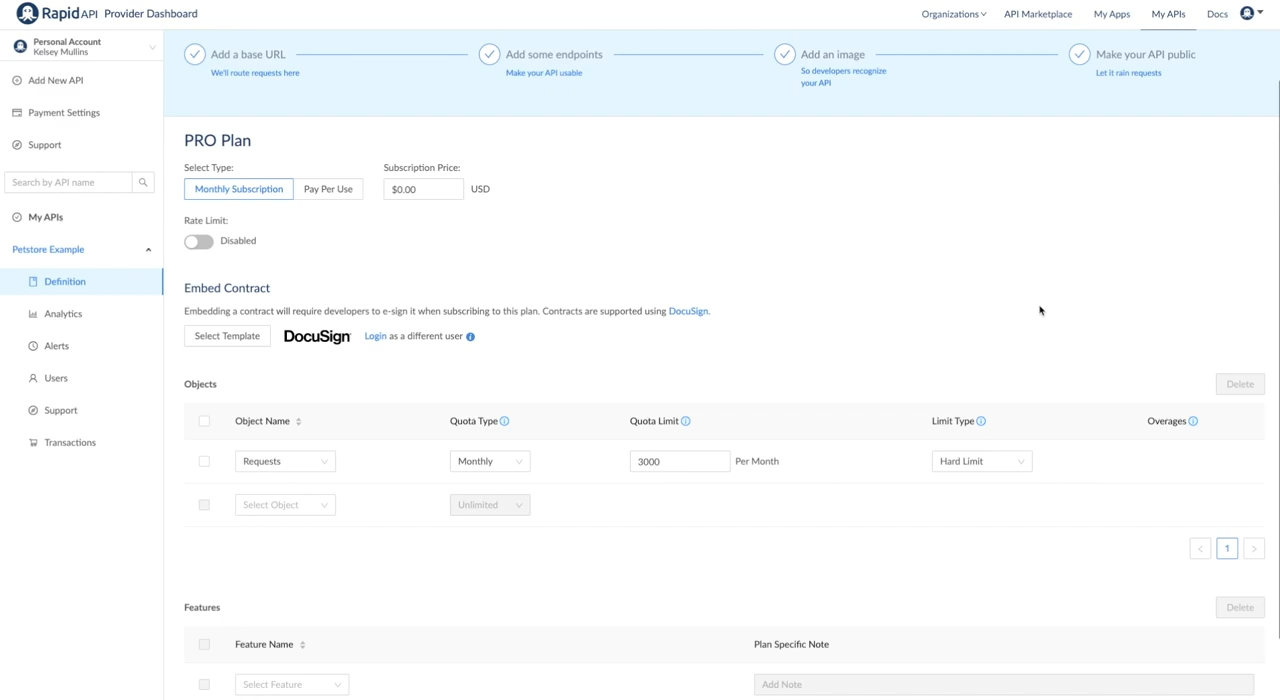 RapidAPI Provider Dashboard
Organizations
API Marketplace
My Apps
My APIs
Docs
Personal Account
Kelsey Mullins
Add New API
Payment Settings
Support
Search by API name
My APIs
Petstore Example
Definition
Analytics
Alerts
Users
Support
Transactions
Add a base URL
We'll route requests here
Add some endpoints
Make your API usable
Add an image
So developers recognize
your API
Make your API public
Let it rain requests
PRO Plan
Select Type:
Subscription Price:
Monthly Subscription
Pay Per Use
$0.00
USD
Rate Limit:
Disabled
Embed Contract
Embedding a contract will require developers to e-sign it when subscribing to this plan. Contracts are supported using DocuSign.
Select Template
DocuSign
Login as a different user
Objects
Delete
Object Name
Quota Type
Quota Limit
Limit Type
Overages
Requests
Monthly
3000
Per Month
Hard Limit
Select Object
Unlimited
<
1
>
Features
Delete
Feature Name
Plan Specific Note
Select Feature
Add Note